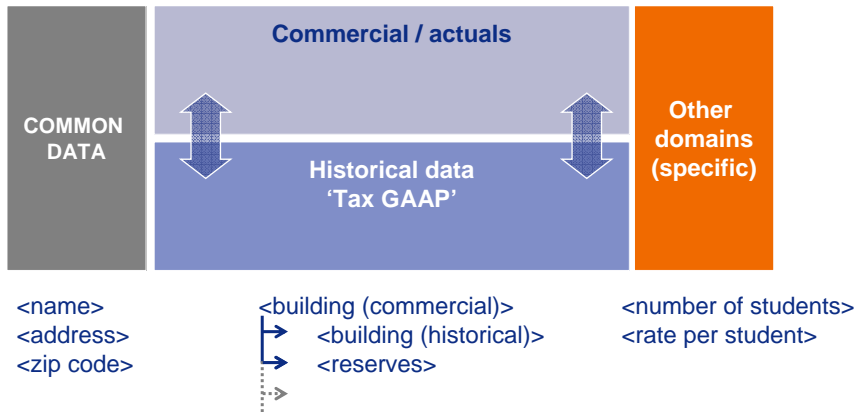 Commercial / actuals
COMMON
DATA
Historical data
‘Tax GAAP’
Other
domains
(specific)
<name>
<address>
<zip code>
<building (commercial)>
<building (historical)>
<reserves>
<number of students>
<rate per student>